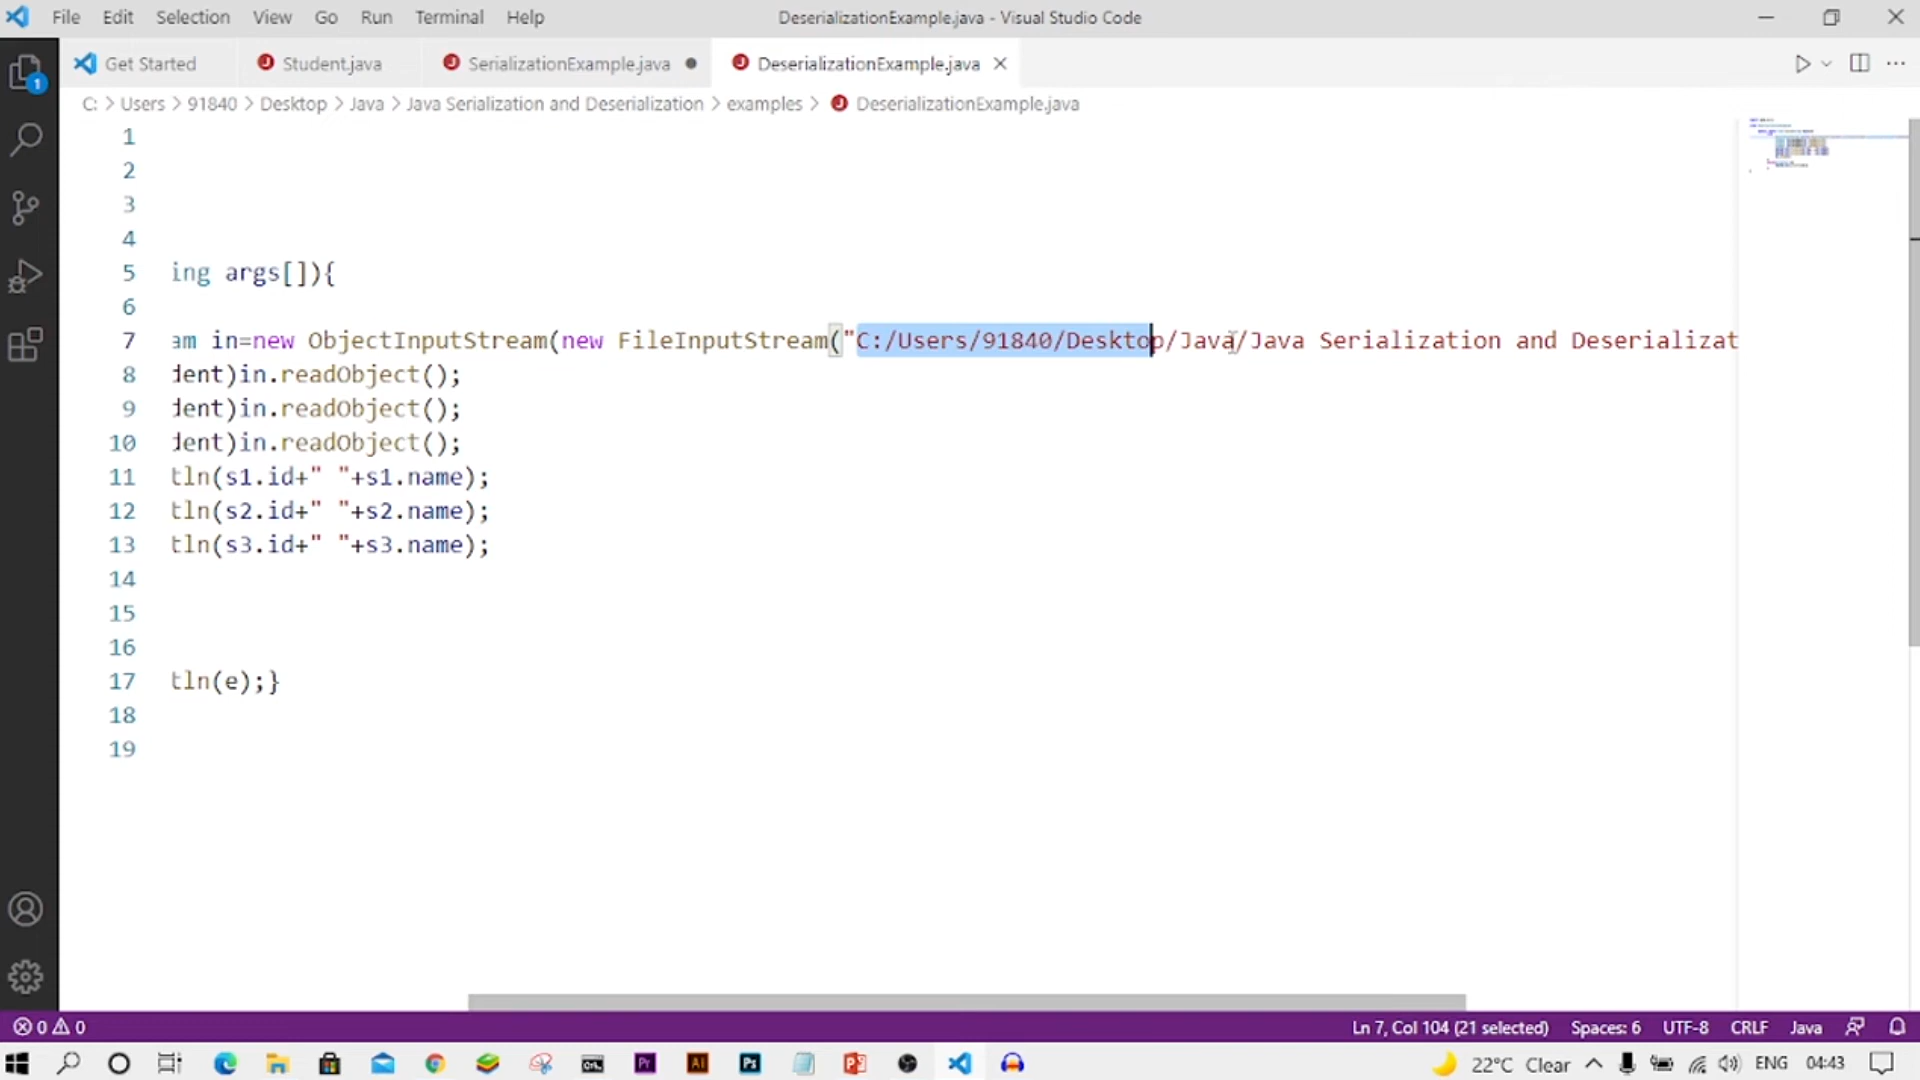 File Edit Selection View Go Run Terminal Help DeserializationExample.java - Visual Studio Code
Get Started Student.java SerializationExample.java DeserializationExample.java
C: > Users > 91840 > Desktop > Java > Java Serialization and Deserialization > examples > DeserializationExample.java
1
2
3
4
5 ing args[]){
6
7 am in=new ObjectInputStream(new FileInputStream("C:/Users/91840/Desktop/Java/Java Serialization and Deserializat
8 dent)in.readObject();
9 dent)in.readObject();
10 dent)in.readObject();
11 tln(s1.id+" "+s1.name);
12 tln(s2.id+" "+s2.name);
13 tln(s3.id+" "+s3.name);
14
15
16
17 tln(e);}
18
19
1
0 0 Ln 7, Col 104 (21 selected) Spaces: 6 UTF-8 CRLF Java
Pr Ai Ps 22°C Clear ENG 04:43